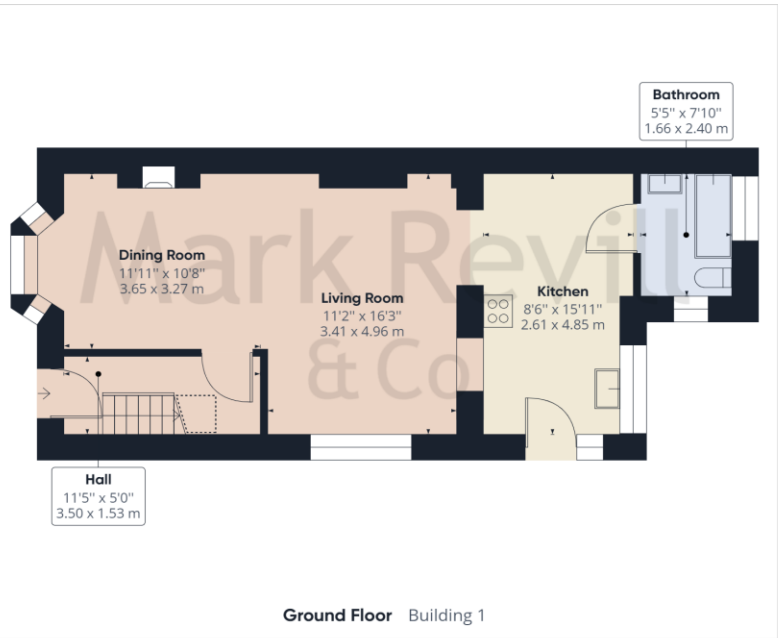 Bathroom
5'5" x 7'10"
1.66 x 2.40 m
Mark Revill
& Co
Dining Room
11'11" x 10'8"
3.65 x 3.27 m
Living Room
11'2" x 16'3"
3.41 x 4.96 m
Kitchen
8'6" x 15'11"
2.61 x 4.85 m
Hall
11'5" x 5'0"
3.50 x 1.53 m
Ground Floor Building 1